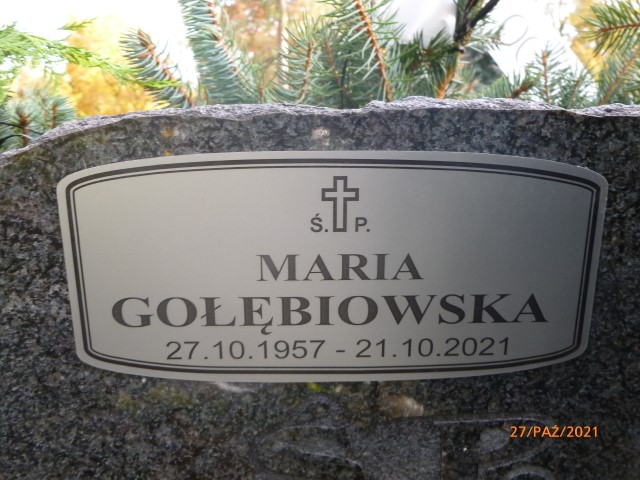 Ś. P.
MARIA
GOŁĘBIOWSKA
27.10.1957 - 21.10.2021
27/PAŹ/2021